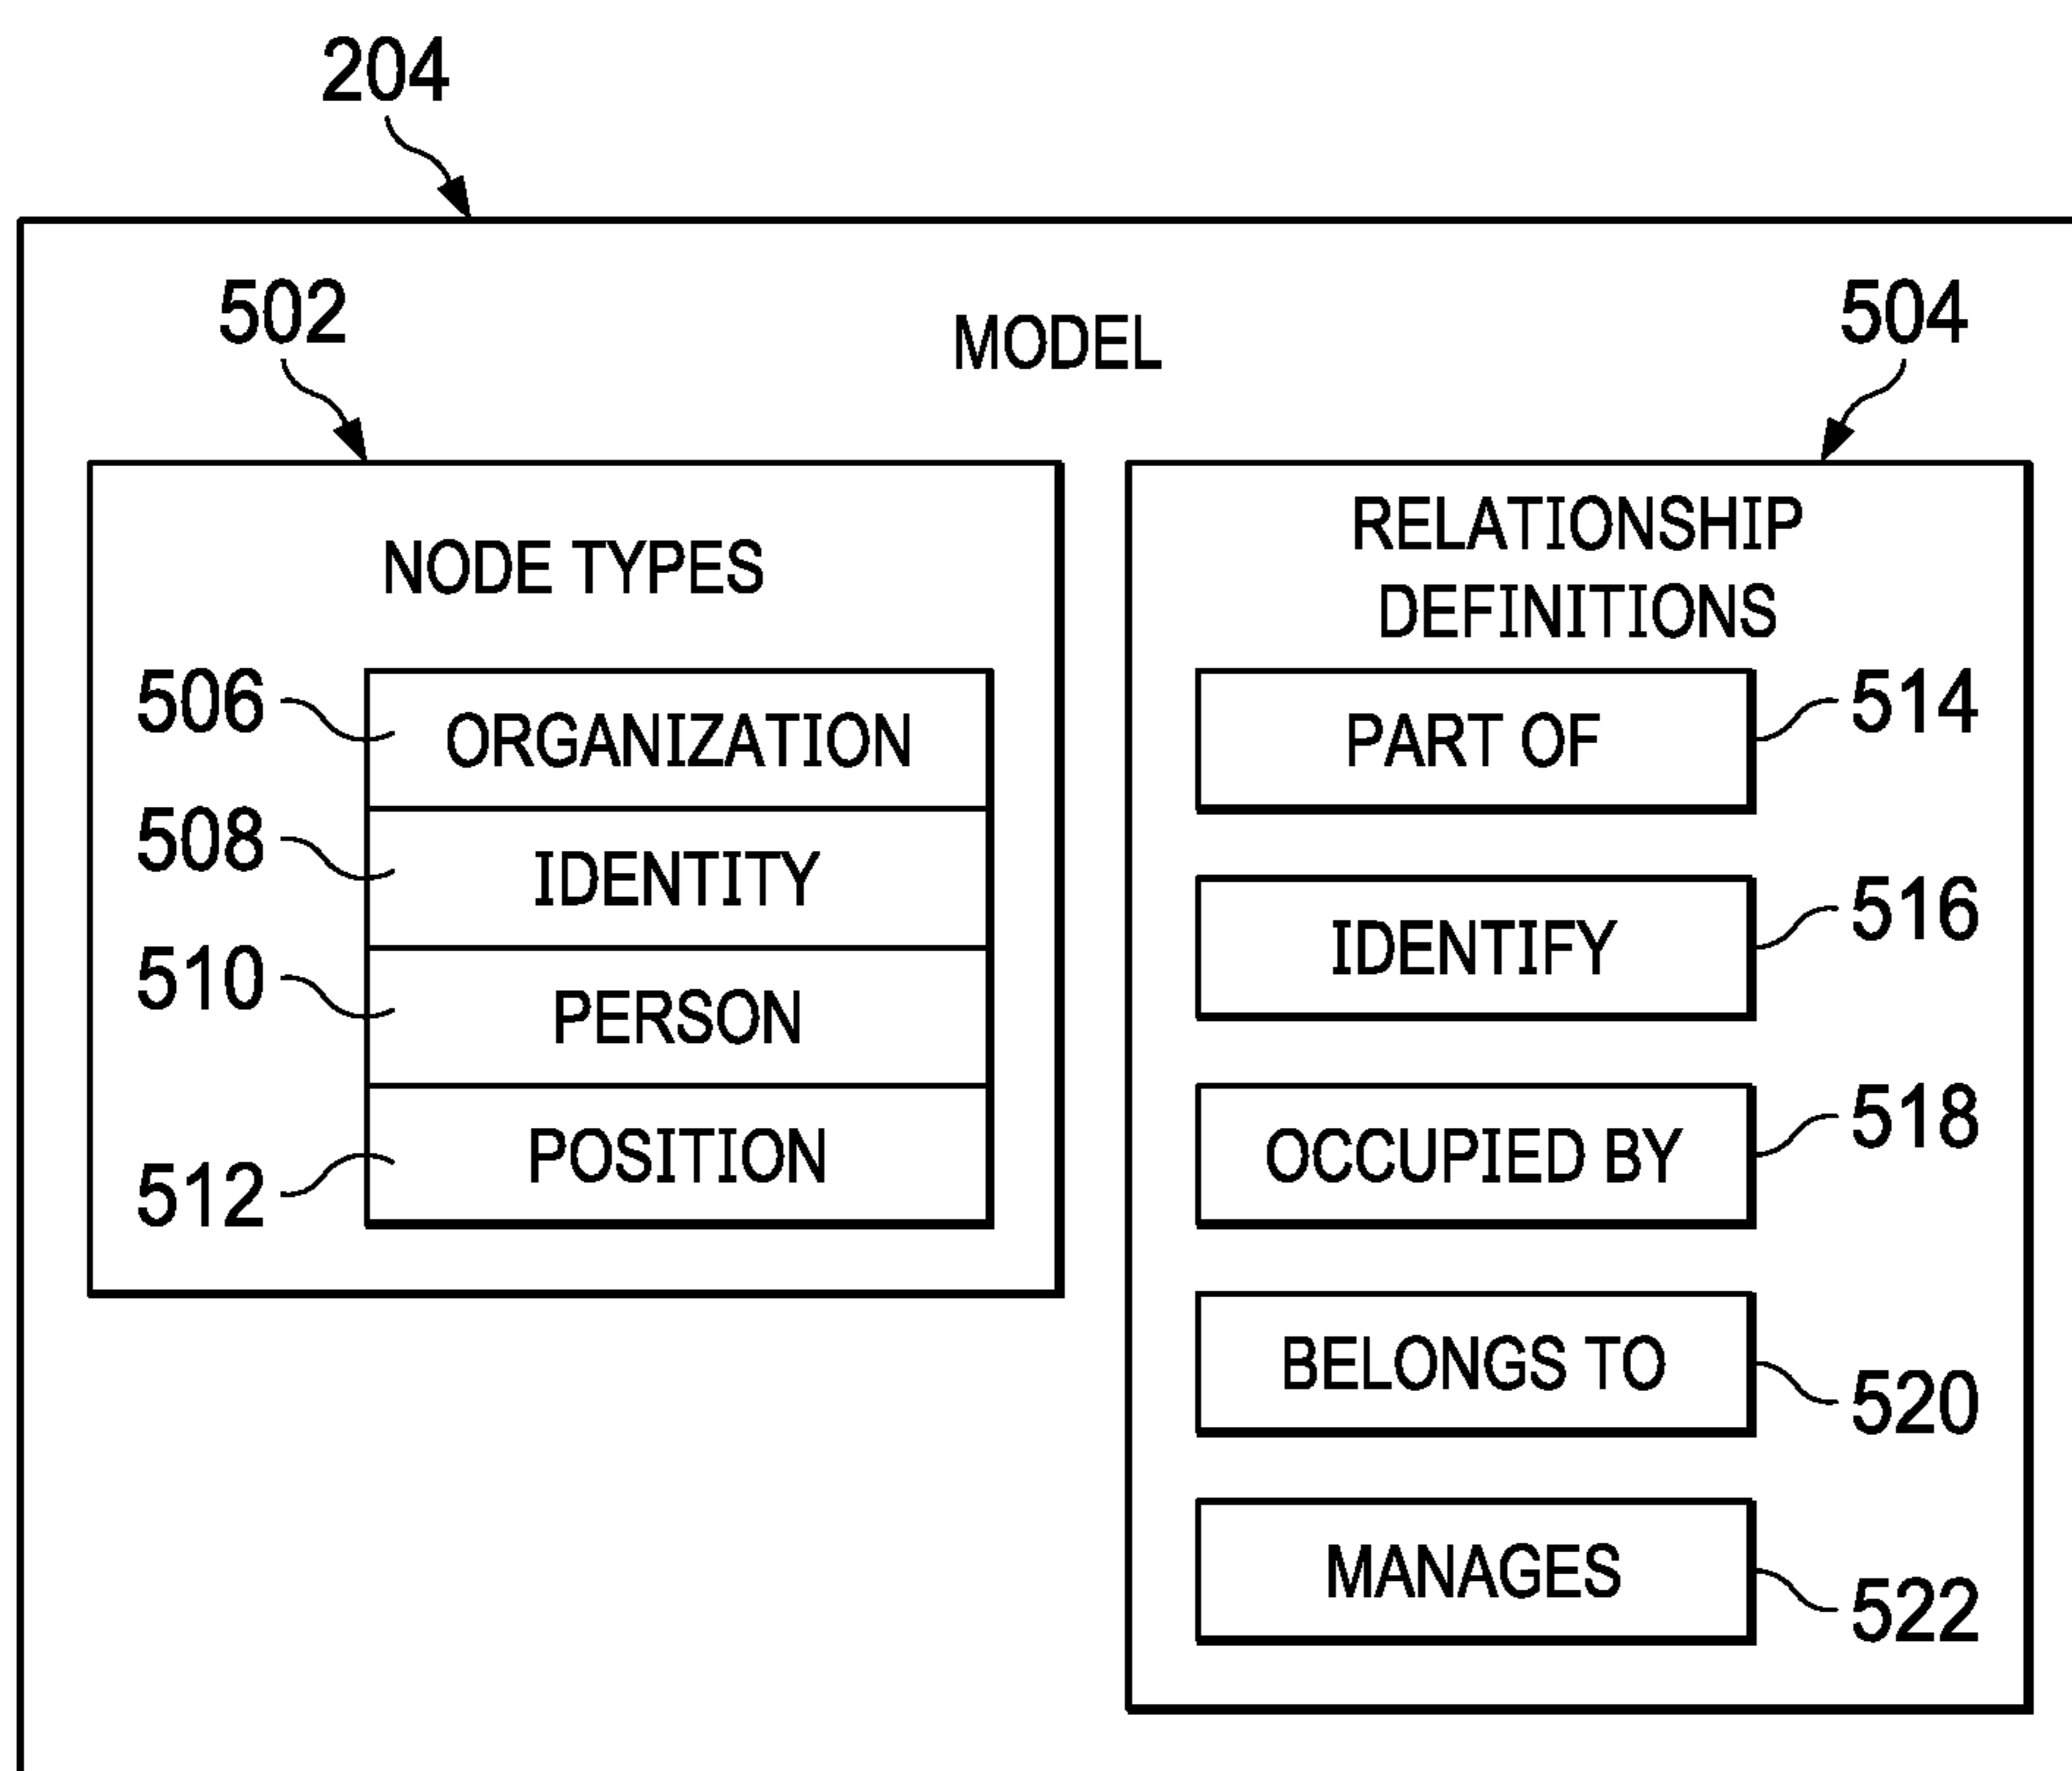 204
MODEL
502
504
NODE TYPES
506
ORGANIZATION
508
IDENTITY
510
PERSON
512
POSITION
RELATIONSHIP
DEFINITIONS
PART OF
514
IDENTIFY
516
OCCUPIED BY
518
BELONGS TO
520
MANAGES
522